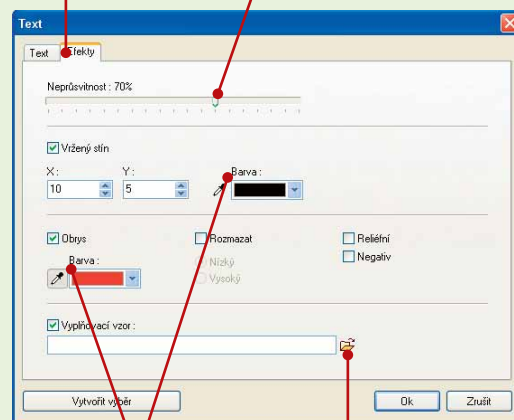 Text
Text Efekty
Neprůsvitnost : 70%
Vržený stín
X : Y : Barva :
10 5
Obrys Rozmazat Reliéfní
Barva : Nízký Negativ
Vysoký
Vyplňovací vzor :
Vytvořit výběr Ok Zrušit